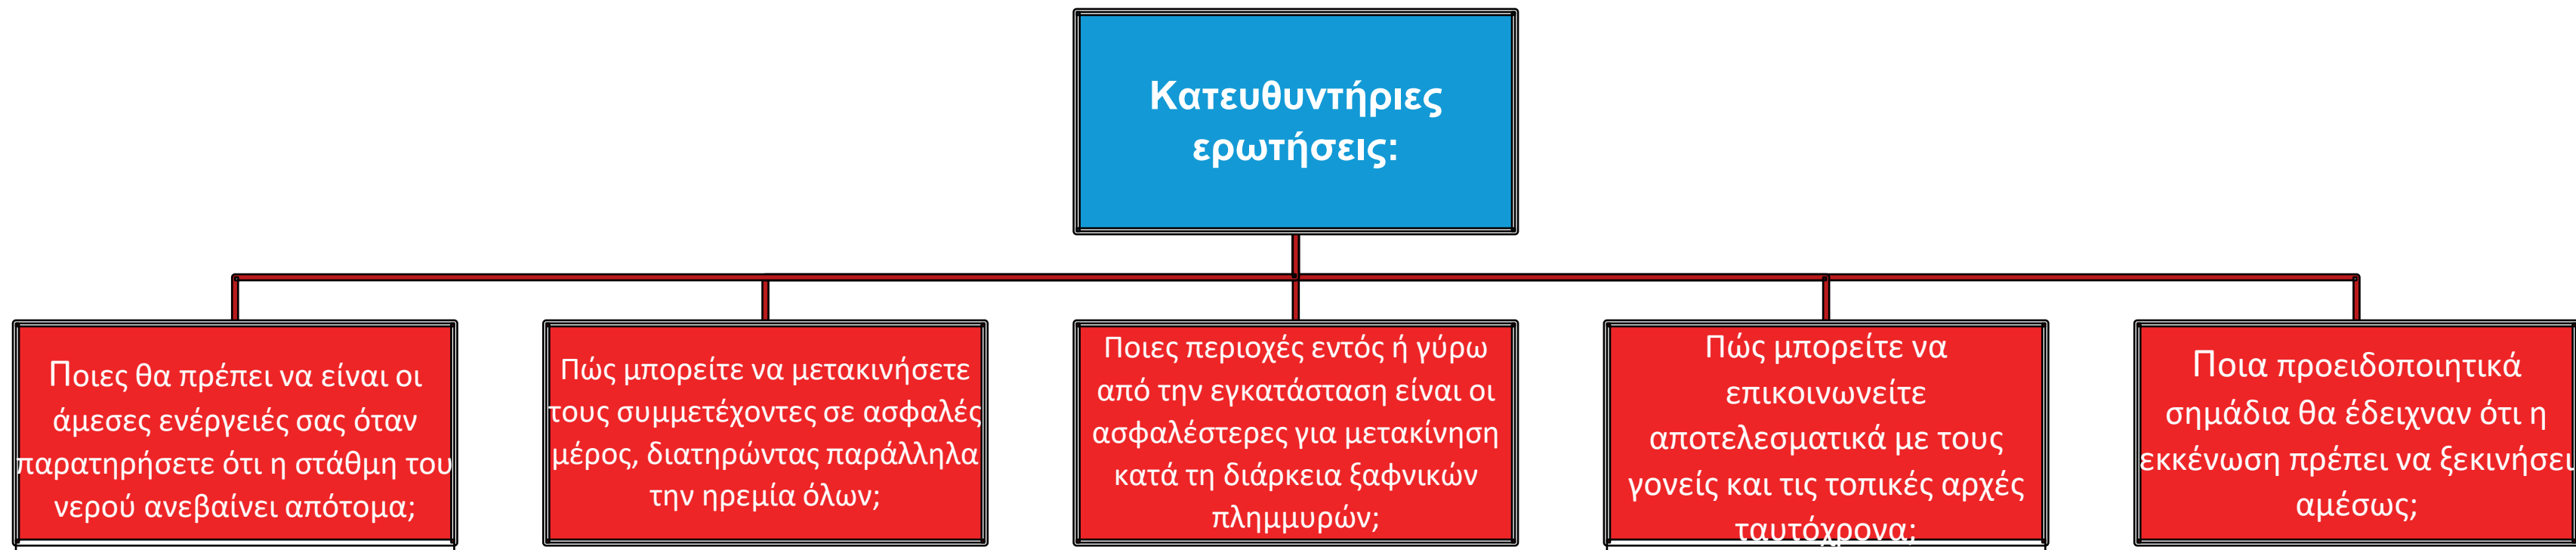 Κατευθυντήριες
ερωτήσεις:
Ποιες θα πρέπει να είναι οι
άμεσες ενέργειές σας όταν
παρατηρήσετε ότι η στάθμη του
νερού ανεβαίνει απότομα;
Πώς μπορείτε να μετακινήσετε
τους συμμετέχοντες σε ασφαλές
μέρος, διατηρώντας παράλληλα
την ηρεμία όλων;
Ποιες περιοχές εντός ή γύρω
από την εγκατάσταση είναι οι
ασφαλέστερες για μετακίνηση
κατά τη διάρκεια ξαφνικών
πλημμυρών;
Πώς μπορείτε να
επικοινωνείτε
αποτελεσματικά με τους
γονείς και τις τοπικές αρχές
ταυτόχρονα;
Ποια προειδοποιητικά
σημάδια θα έδειχναν ότι η
εκκένωση πρέπει να ξεκινήσει
αμέσως;